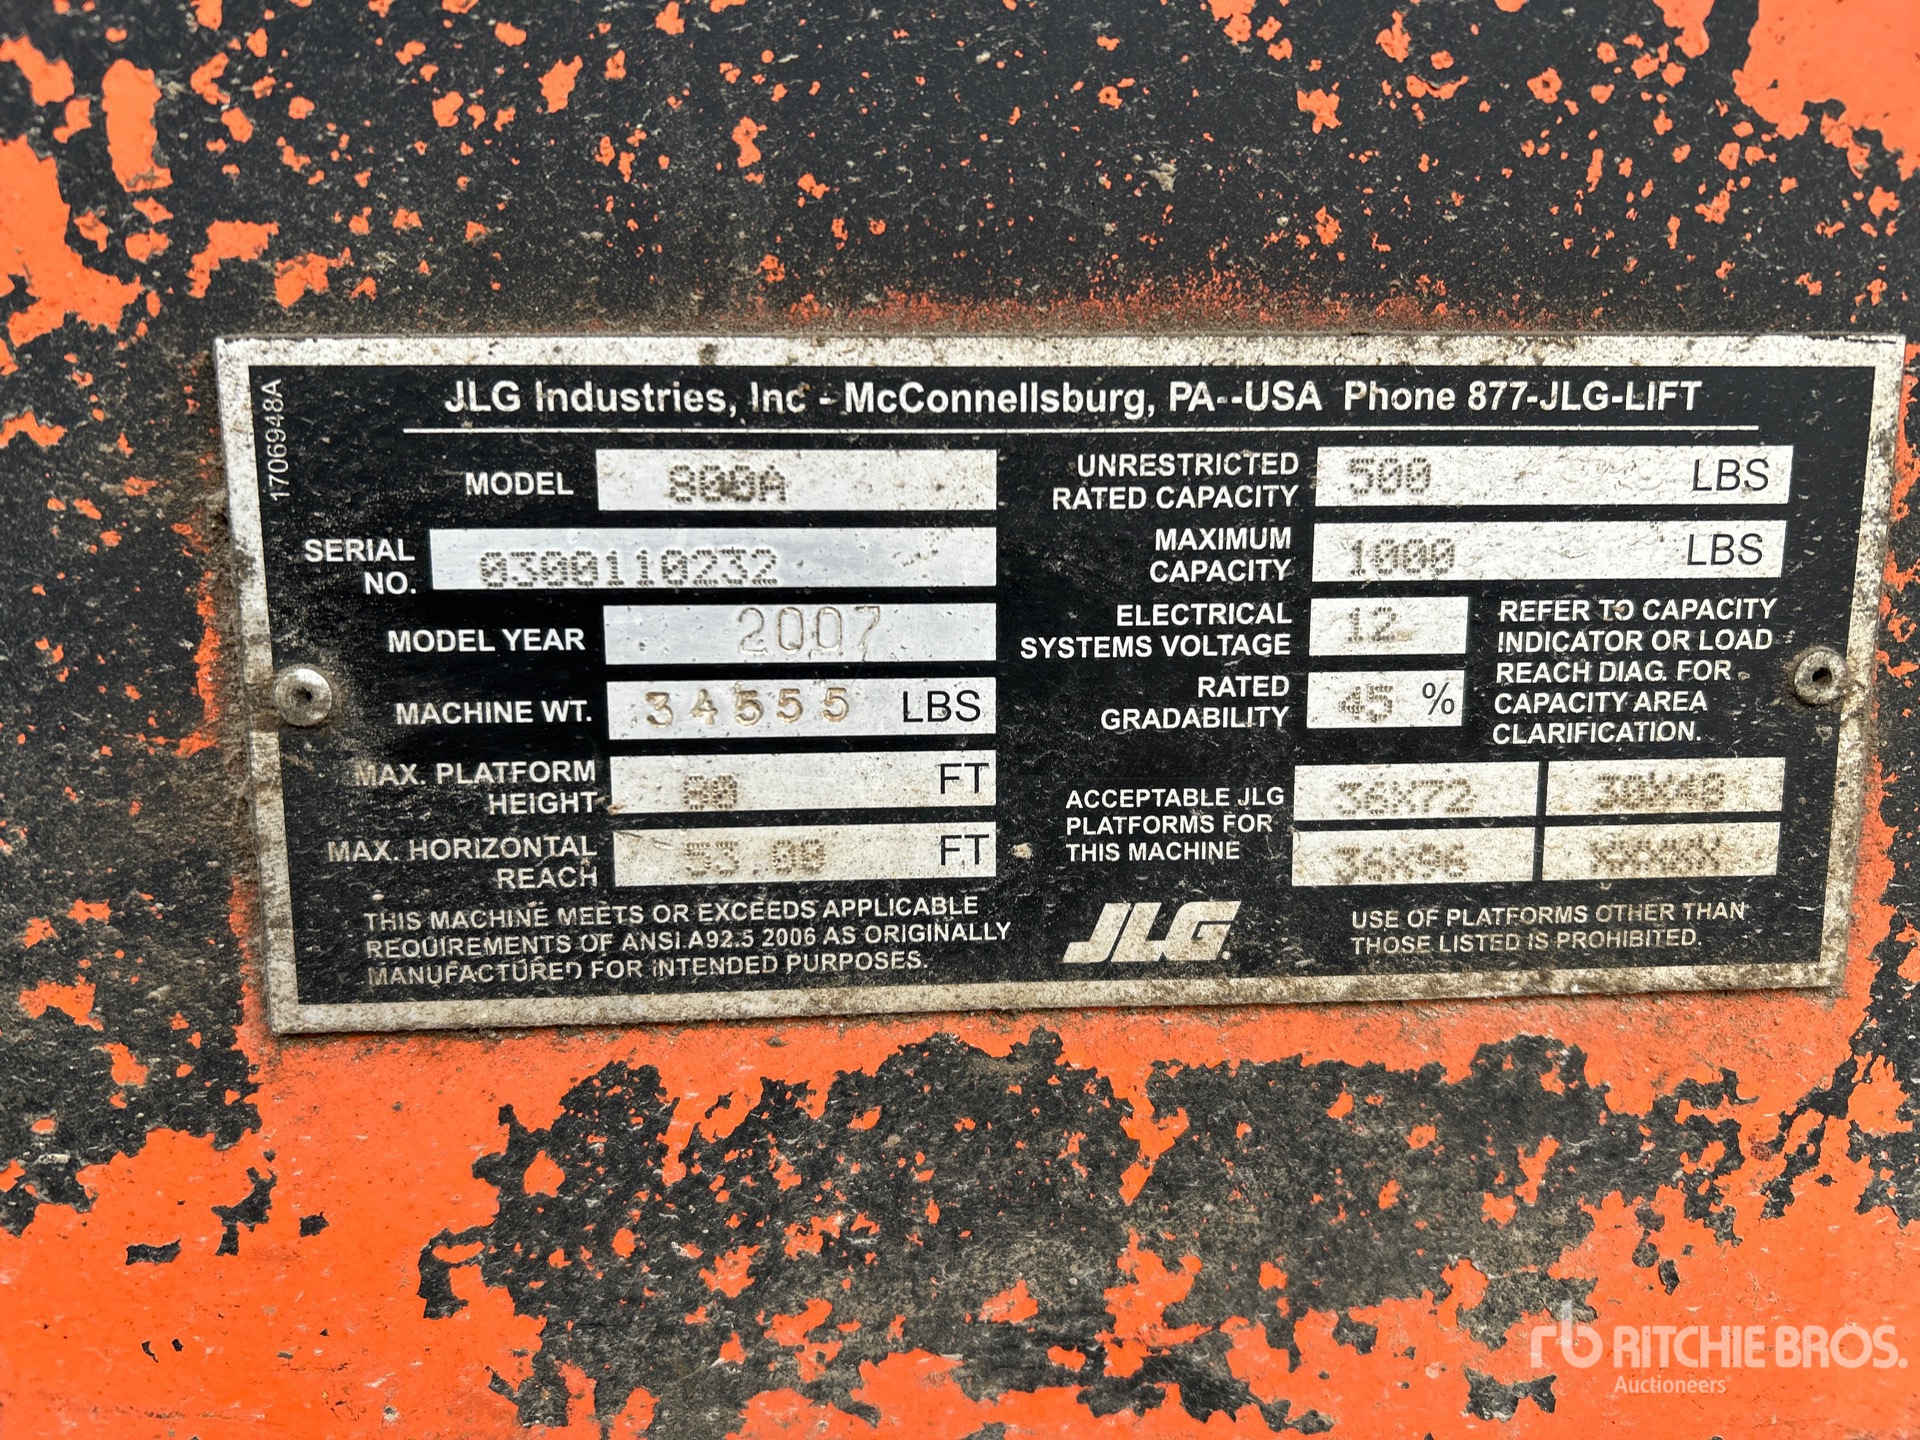 1706948A
JLG Industries, Inc - McConnellsburg, PA--USA Phone 877-JLG-LIFT
MODEL 800A
SERIAL NO. 0300110232
MODEL YEAR 2007
MACHINE WT. 34555 LBS
MAX. PLATFORM
HEIGHT 80 FT
MAX. HORIZONTAL
REACH 53.00 FT
THIS MACHINE MEETS OR EXCEEDS APPLICABLE
REQUIREMENTS OF ANSI A92.5 2006 AS ORIGINALLY
MANUFACTURED FOR INTENDED PURPOSES.
UNRESTRICTED
RATED CAPACITY 500 LBS
MAXIMUM
CAPACITY 1000 LBS
ELECTRICAL
SYSTEMS VOLTAGE 12
RATED
GRADABILITY 45 %
REFER TO CAPACITY
INDICATOR OR LOAD
REACH DIAG. FOR
CAPACITY AREA
CLARIFICATION.
ACCEPTABLE JLG
PLATFORMS FOR
THIS MACHINE
36X72 30X48
36X96
JLG
USE OF PLATFORMS OTHER THAN
THOSE LISTED IS PROHIBITED.
rb RITCHIE BROS.
Auctioneers